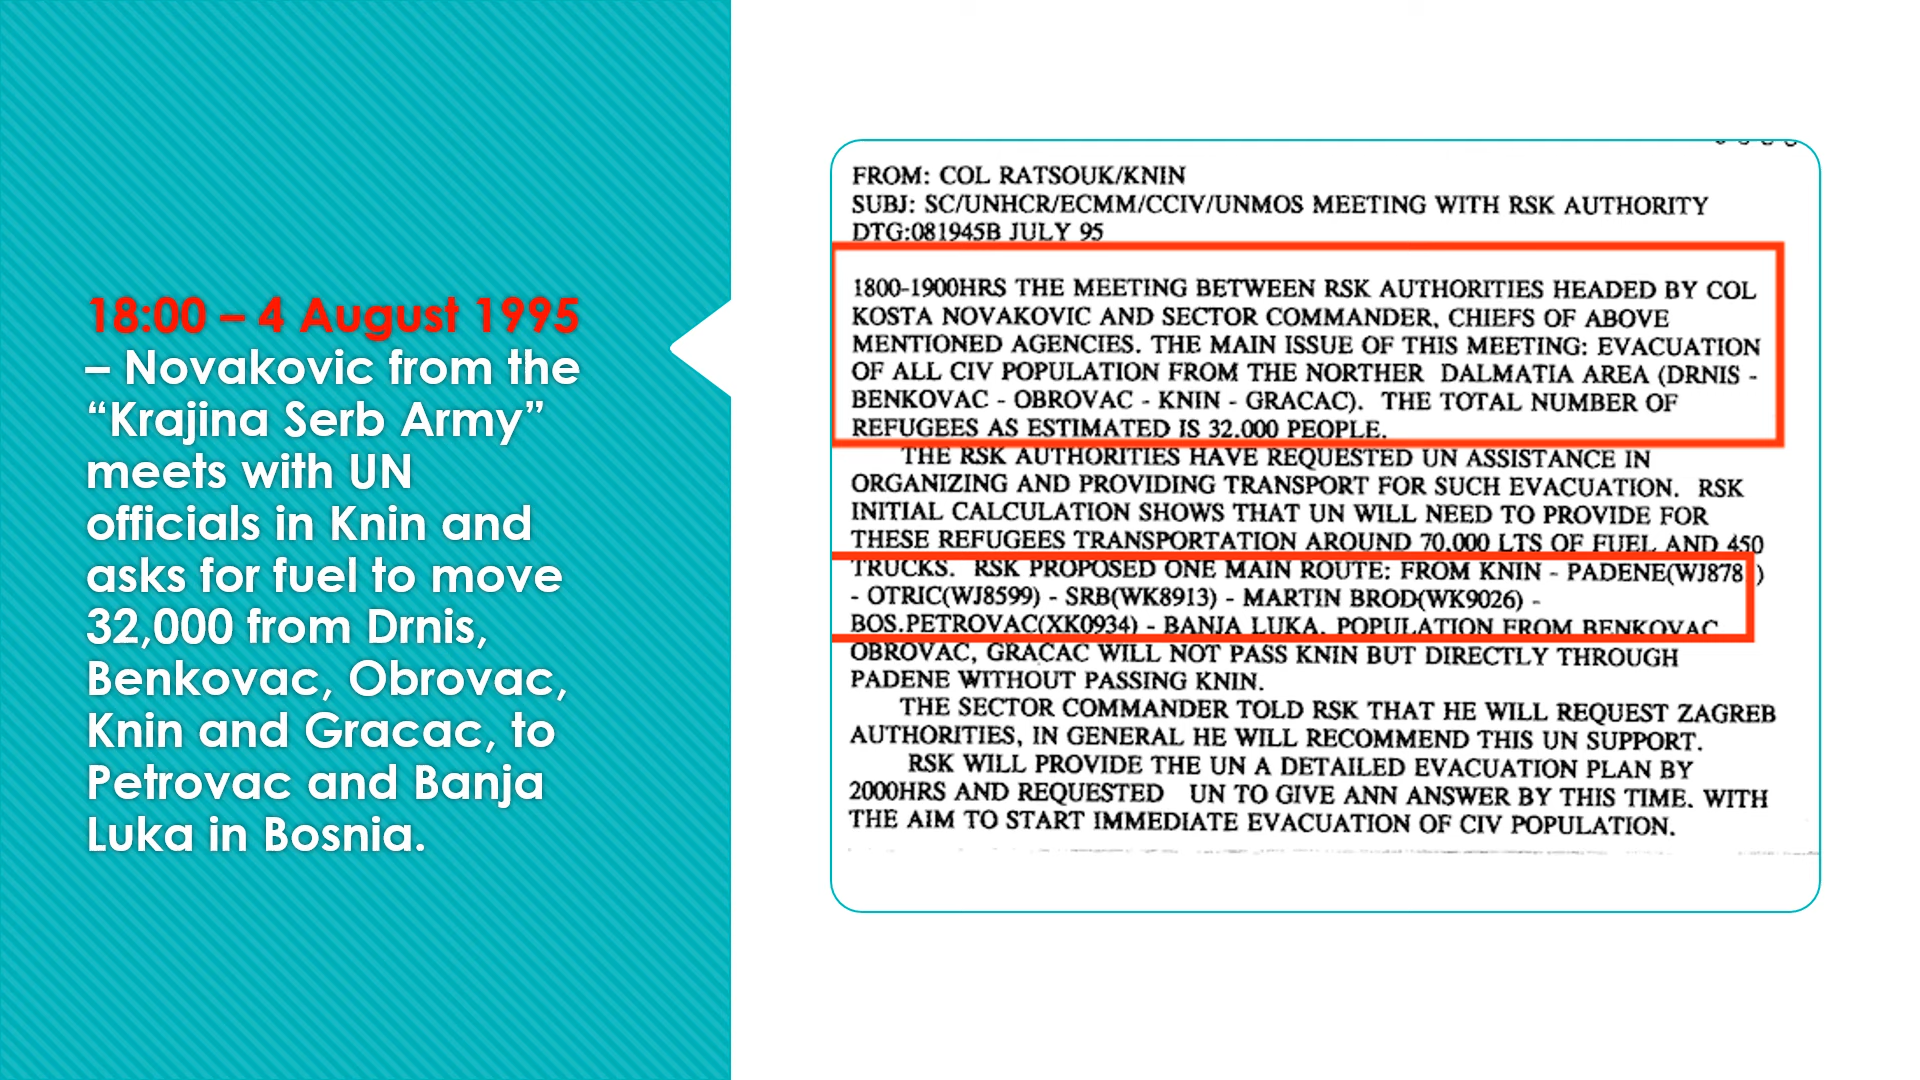 18:00 – 4 August 1995
– Novakovic from the
“Krajina Serb Army”
meets with UN
officials in Knin and
asks for fuel to move
32,000 from Drnis,
Benkovac, Obrovac,
Knin and Gracac, to
Petrovac and Banja
Luka in Bosnia.
FROM: COL RATSOUK/KNIN
SUBJ: SC/UNHCR/ECMM/CCIV/UNMOS MEETING WITH RSK AUTHORITY
DTG:081945B JULY 95
1800-1900HRS THE MEETING BETWEEN RSK AUTHORITIES HEADED BY COL
KOSTA NOVAKOVIC AND SECTOR COMMANDER, CHIEFS OF ABOVE
MENTIONED AGENCIES. THE MAIN ISSUE OF THIS MEETING: EVACUATION
OF ALL CIV POPULATION FROM THE NORTHER DALMATIA AREA (DRNIS -
BENKOVAC - OBROVAC - KNIN - GRACAC). THE TOTAL NUMBER OF
REFUGEES AS ESTIMATED IS 32.000 PEOPLE.
THE RSK AUTHORITIES HAVE REQUESTED UN ASSISTANCE IN
ORGANIZING AND PROVIDING TRANSPORT FOR SUCH EVACUATION. RSK
INITIAL CALCULATION SHOWS THAT UN WILL NEED TO PROVIDE FOR
THESE REFUGEES TRANSPORTATION AROUND 70.000 LTS OF FUEL AND 450
TRUCKS. RSK PROPOSED ONE MAIN ROUTE: FROM KNIN - PADENE(WJ878 )
- OTRIC(WJ8599) - SRB(WK8913) - MARTIN BROD(WK9026) -
BOS.PETROVAC(XK0934) - BANJA LUKA. POPULATION FROM BENKOVAC
OBROVAC, GRACAC WILL NOT PASS KNIN BUT DIRECTLY THROUGH
PADENE WITHOUT PASSING KNIN.
THE SECTOR COMMANDER TOLD RSK THAT HE WILL REQUEST ZAGREB
AUTHORITIES, IN GENERAL HE WILL RECOMMEND THIS UN SUPPORT.
RSK WILL PROVIDE THE UN A DETAILED EVACUATION PLAN BY
2000HRS AND REQUESTED UN TO GIVE ANN ANSWER BY THIS TIME. WITH
THE AIM TO START IMMEDIATE EVACUATION OF CIV POPULATION.